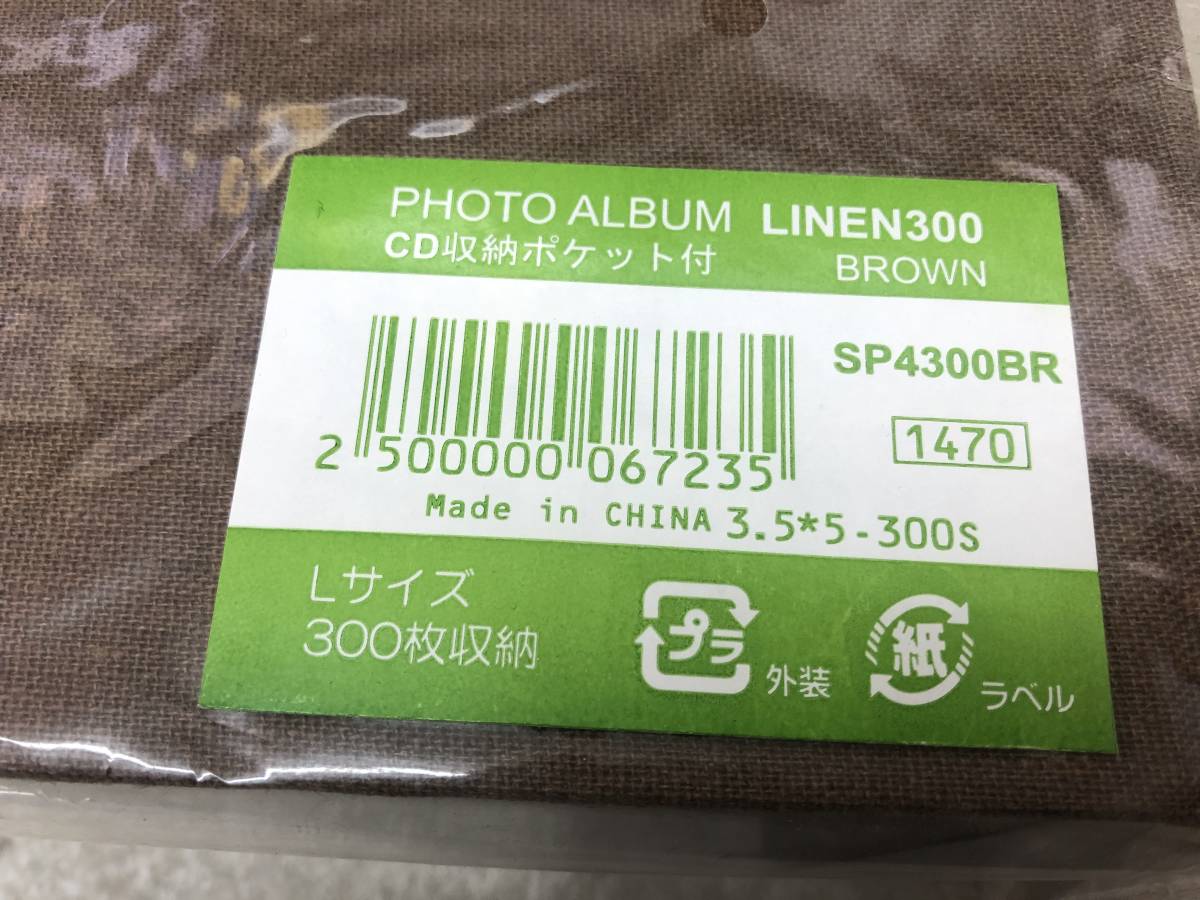 PHOTO ALBUM LINEN300
CD収納ポケット付 BROWN
SP4300BR
1470
2 500000 067235
Made in CHINA 3.5*5-300S
Lサイズ
300枚収納
プラ 外装
紙 ラベル